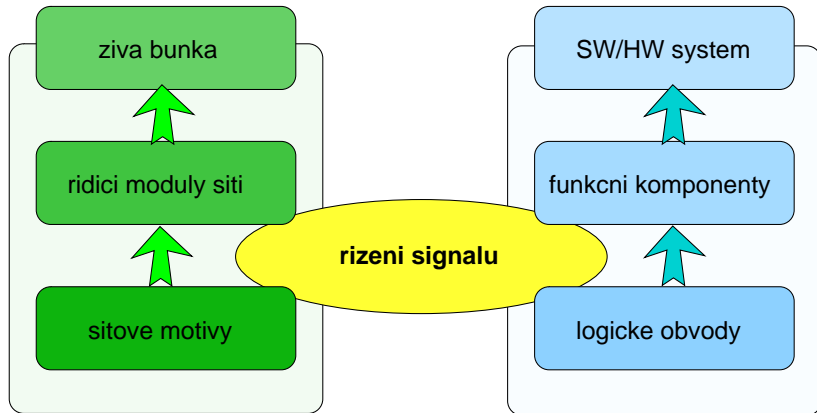 ziva bunka
ridici moduly siti
sitove motivy
rizeni signalu
SW/HW system
funkcni komponenty
logicke obvody